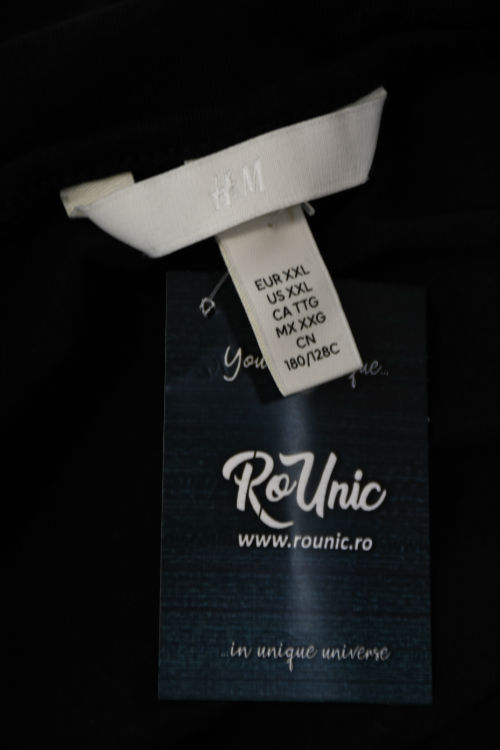 H&M
EUR XXL
US XXL
CA TTG
MX XXG
CN
180/128C
RoUnic
www.rounic.ro
...in unique universe